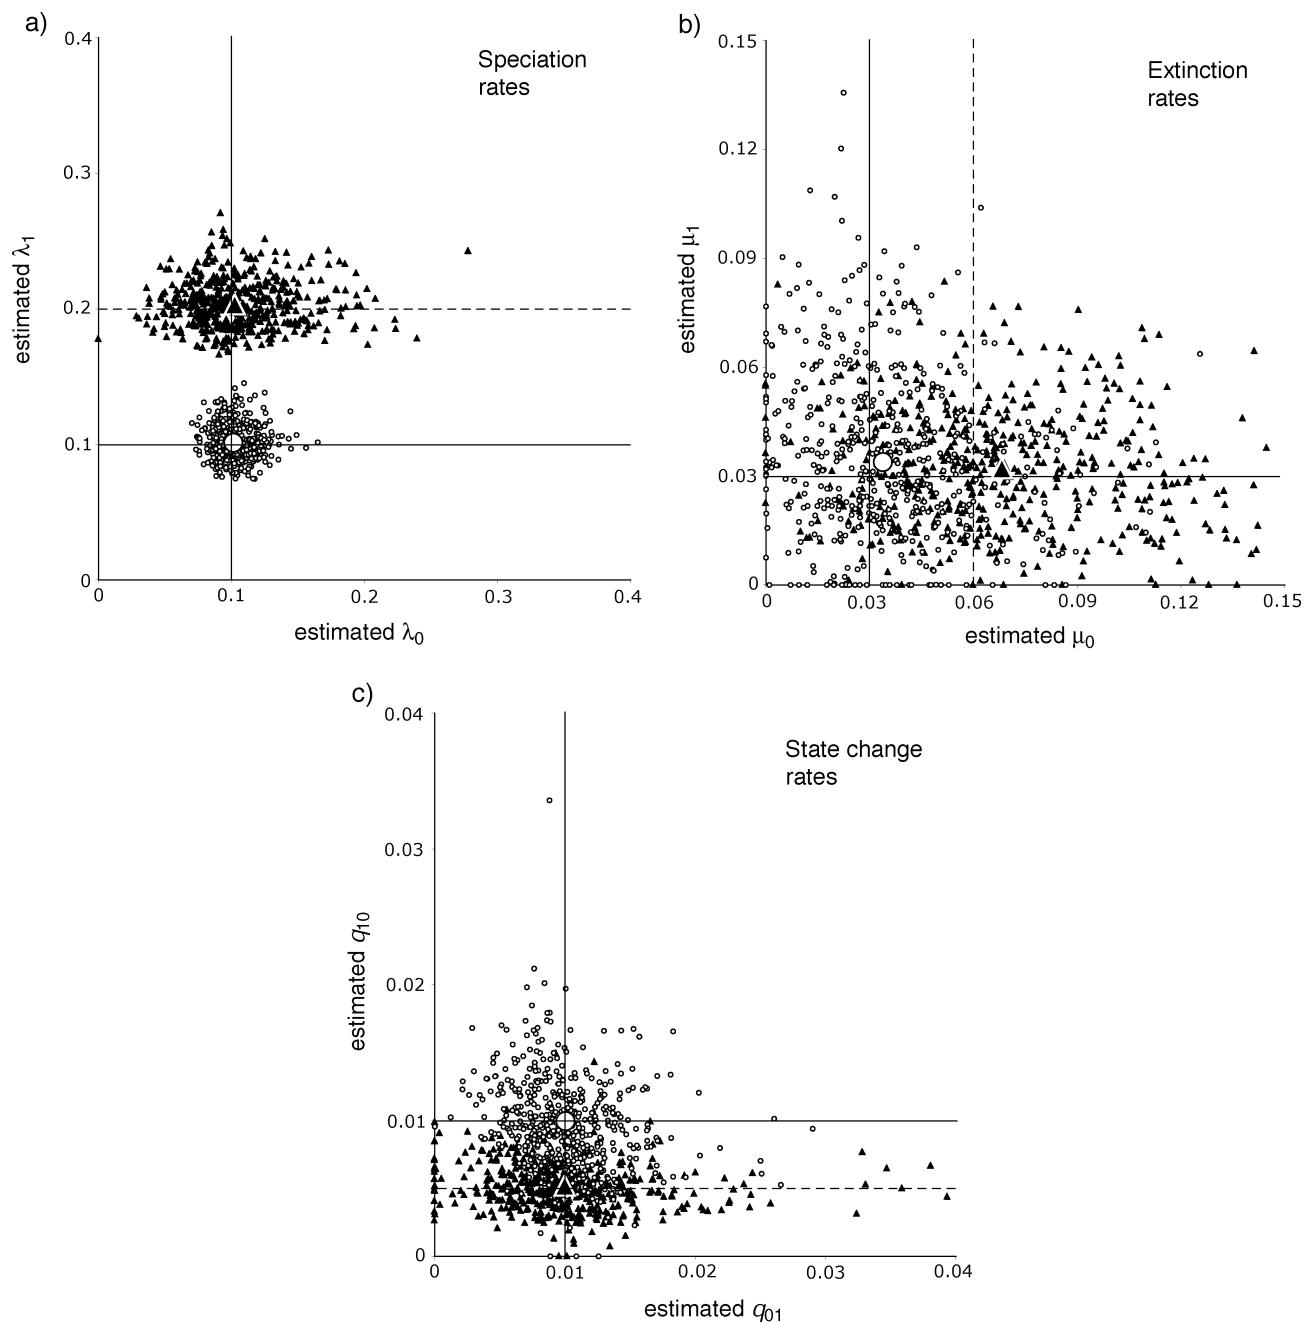 a)
Speciation
rates
0.4
0.3
0.2
0.1
0
estimated λ1
0
0.1
0.2
0.3
0.4
estimated λ0
b)
Extinction
rates
0.15
0.12
0.09
0.06
0.03
0
estimated μ1
0
0.03
0.06
0.09
0.12
0.15
estimated μ0
c)
State change
rates
0.04
0.03
0.02
0.01
0
estimated q10
0
0.01
0.02
0.03
0.04
estimated q01